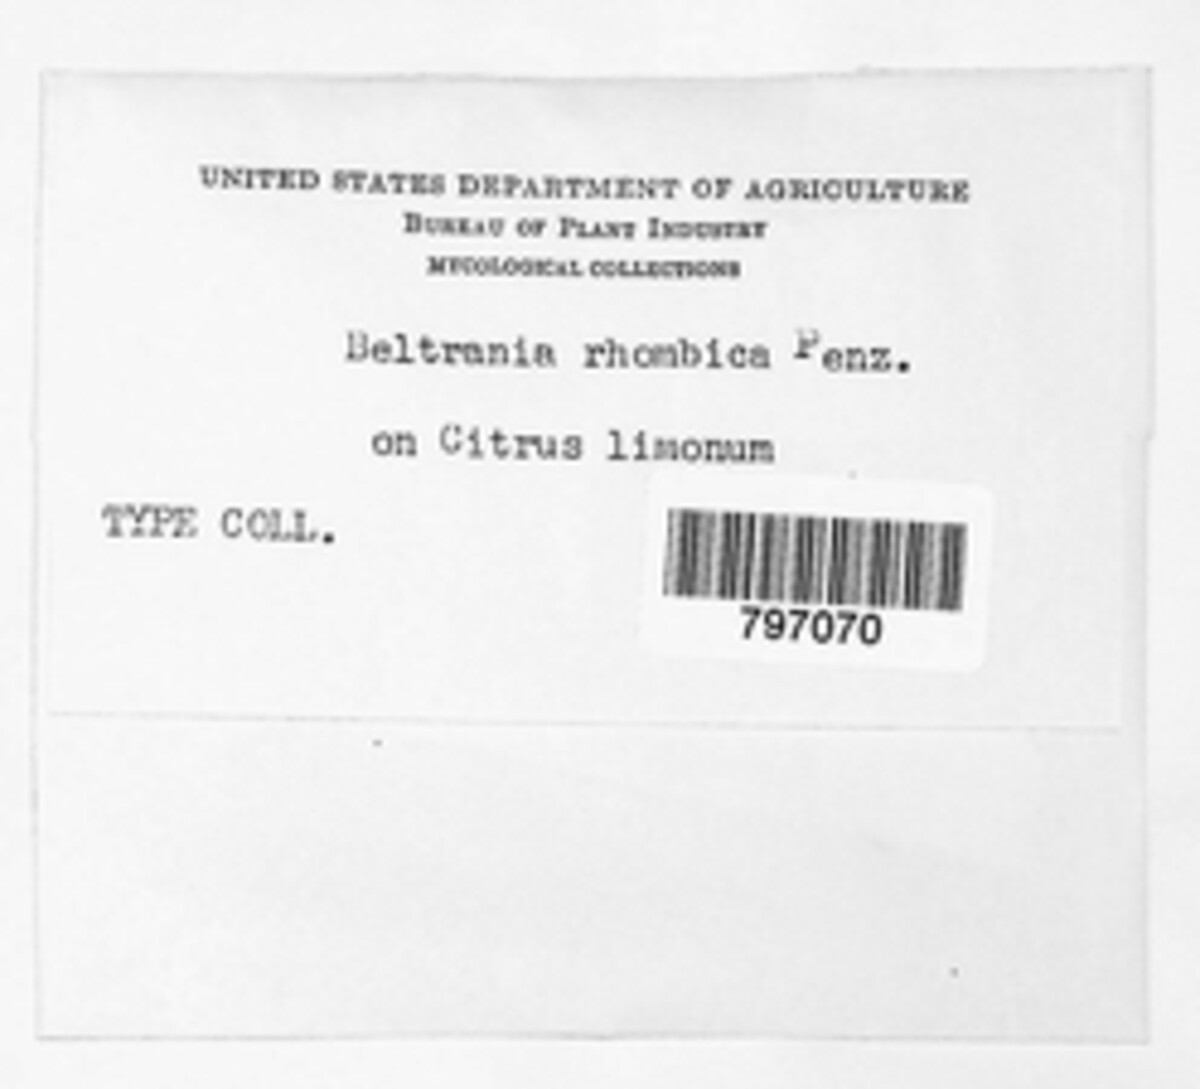 UNITED STATES DEPARTMENT OF AGRICULTURE
BUREAU OF PLANT INDUSTRY
MYCOLOGICAL COLLECTIONS
Beltrania rhombica Penz.
on Citrus limonum
TYPE COLL.
797070